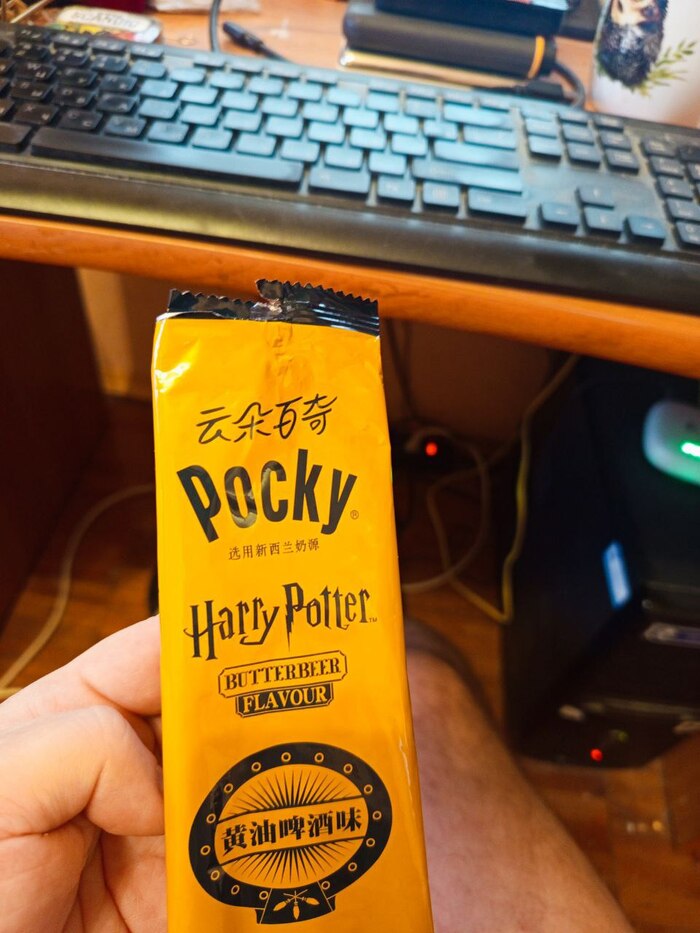 云朵百奇
Pocky®
选用新西兰奶源
Harry Potter™
BUTTERBEER
FLAVOUR
黄油啤酒味